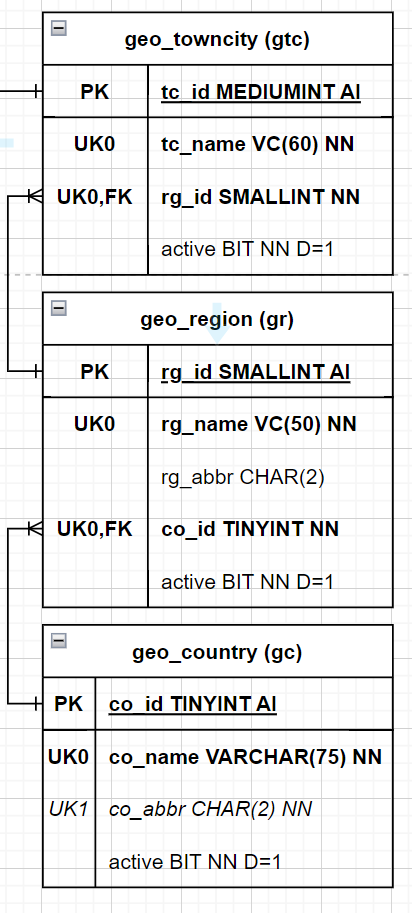 geo_towncity (gtc)
PK tc_id MEDIUMINT AI
UK0 tc_name VC(60) NN
UK0,FK rg_id SMALLINT NN
active BIT NN D=1
geo_region (gr)
PK rg_id SMALLINT AI
UK0 rg_name VC(50) NN
rg_abbr CHAR(2)
UK0,FK co_id TINYINT NN
active BIT NN D=1
geo_country (gc)
PK co_id TINYINT AI
UK0 co_name VARCHAR(75) NN
UK1 co_abbr CHAR(2) NN
active BIT NN D=1